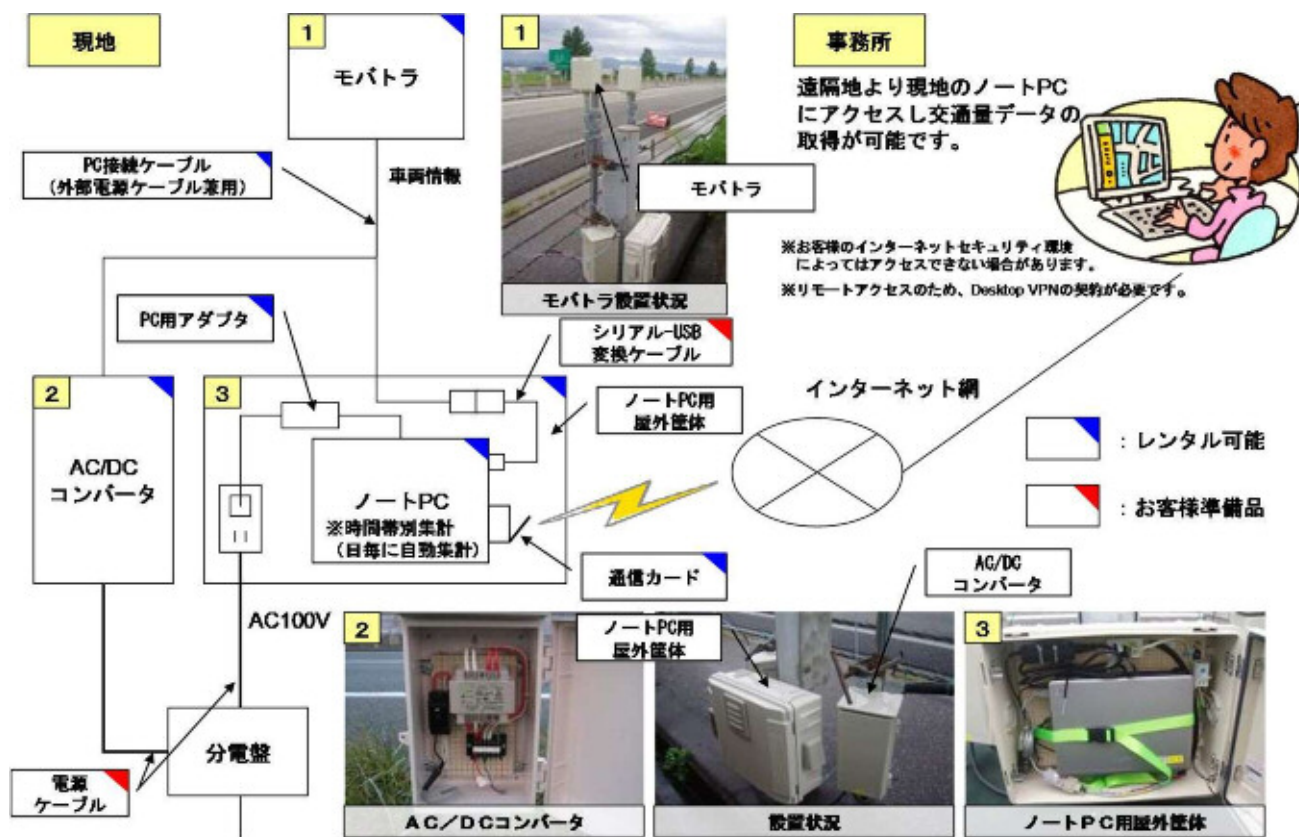 現地
1
モバトラ
1
事務所
遠隔地より現地のノートPC
にアクセスし交通量データの
取得が可能です。
PC接続ケーブル
（外部電源ケーブル兼用）
車両情報
モバトラ
※お客様のインターネットセキュリティ環境
によってはアクセスできない場合があります。
※リモートアクセスのため、Desktop VPNの契約が必要です。
モバトラ設置状況
PC用アダプタ
シリアル-USB
変換ケーブル
2
3
ノートPC用
屋外筐体
インターネット網
AC/DC
コンバータ
ノートPC
※時間帯別集計
（日毎に自動集計）
：レンタル可能
：お客様準備品
通信カード
AC/DC
コンバータ
AC100V
2
ノートPC用
屋外筐体
3
分電盤
電源
ケーブル
AC／DCコンバータ
設置状況
ノートPC用屋外筐体